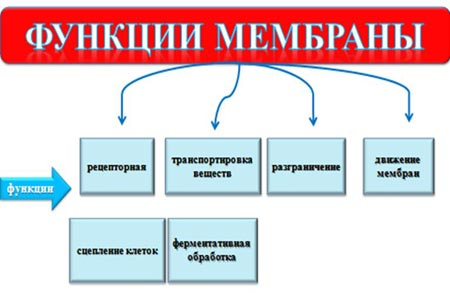 ФУНКЦИИ МЕМБРАНЫ
рецепторная
транспортировка
веществ
разграничение
движение
мембран
функции
сцепление клеток
ферментативная
обработка